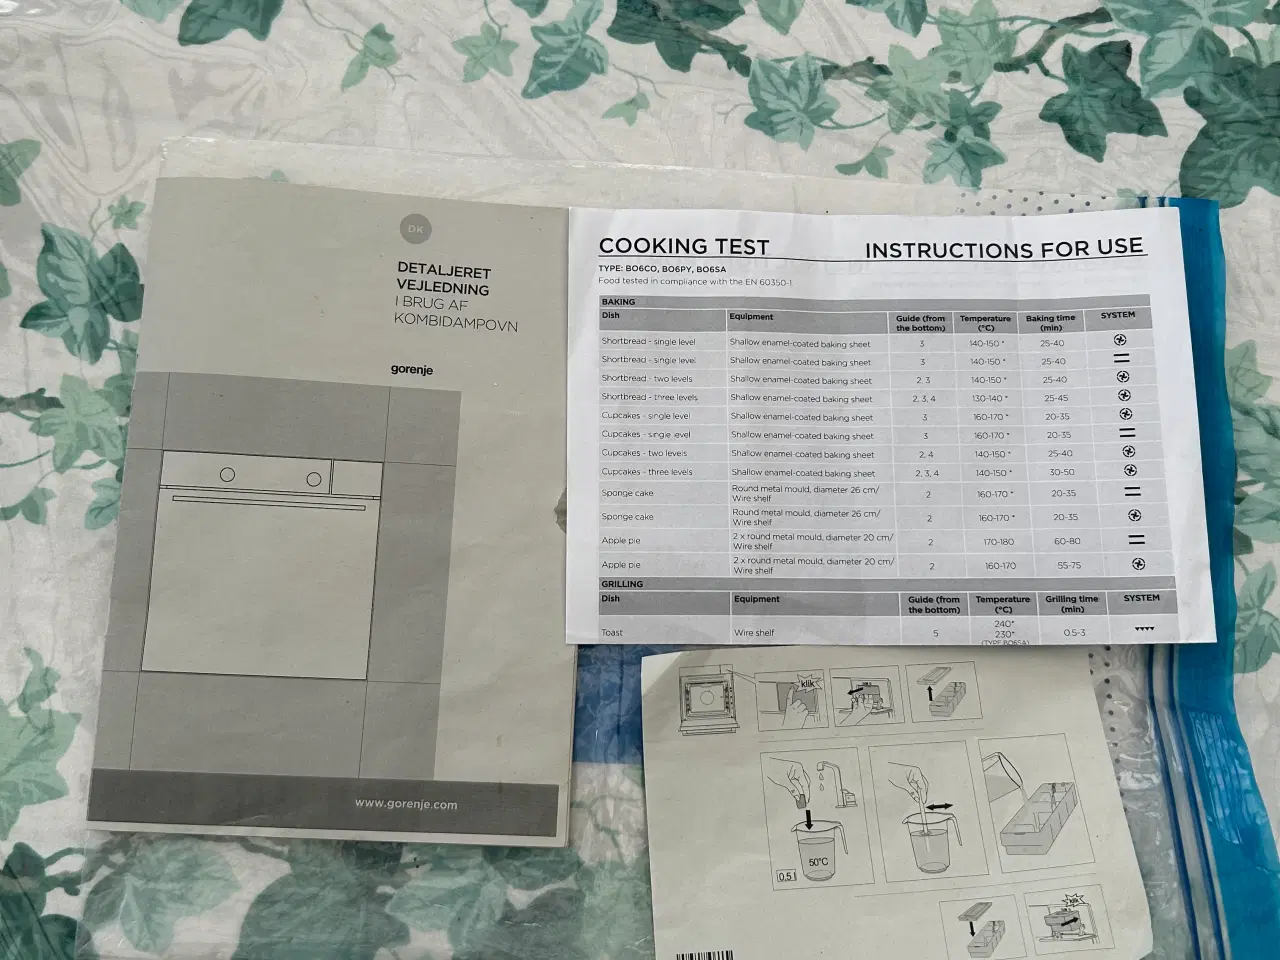 DK
DETALJERET
VEJLEDNING
I BRUG AF
KOMBIDAMPOVN
gorenje
www.gorenje.com
COOKING TEST INSTRUCTIONS FOR USE
TYPE: BO6CO, BO6PY, BO6SA
Food tested in compliance with the EN 60350-1.
BAKING
Dish Equipment Guide (from the bottom) Temperature (°C) Baking time (min) SYSTEM
Shortbread - single level Shallow enamel-coated baking sheet 3 140-150 * 25-40
Shortbread - single level Shallow enamel-coated baking sheet 3 140-150 * 25-40
Shortbread - two levels Shallow enamel-coated baking sheet 2, 3 140-150 * 25-40
Shortbread - three levels Shallow enamel-coated baking sheet 2, 3, 4 130-140 * 25-45
Cupcakes - single level Shallow enamel-coated baking sheet 3 160-170 * 20-35
Cupcakes - single level Shallow enamel-coated baking sheet 3 160-170 * 20-35
Cupcakes - two levels Shallow enamel-coated baking sheet 2, 4 140-150 * 25-40
Cupcakes - three levels Shallow enamel-coated baking sheet 2, 3, 4 140-150 * 30-50
Sponge cake Round metal mould, diameter 26 cm/ Wire shelf 2 160-170 * 20-35
Sponge cake Round metal mould, diameter 26 cm/ Wire shelf 2 160-170 * 20-35
Apple pie 2 x round metal mould, diameter 20 cm/ Wire shelf 2 170-180 60-80
Apple pie 2 x round metal mould, diameter 20 cm/ Wire shelf 2 160-170 55-75
GRILLING
Dish Equipment Guide (from the bottom) Temperature (°C) Grilling time (min) SYSTEM
Toast Wire shelf 5 240* 230* (TYPE BO6SA) 0.5-3
klik
50°C
0,5 l
klik